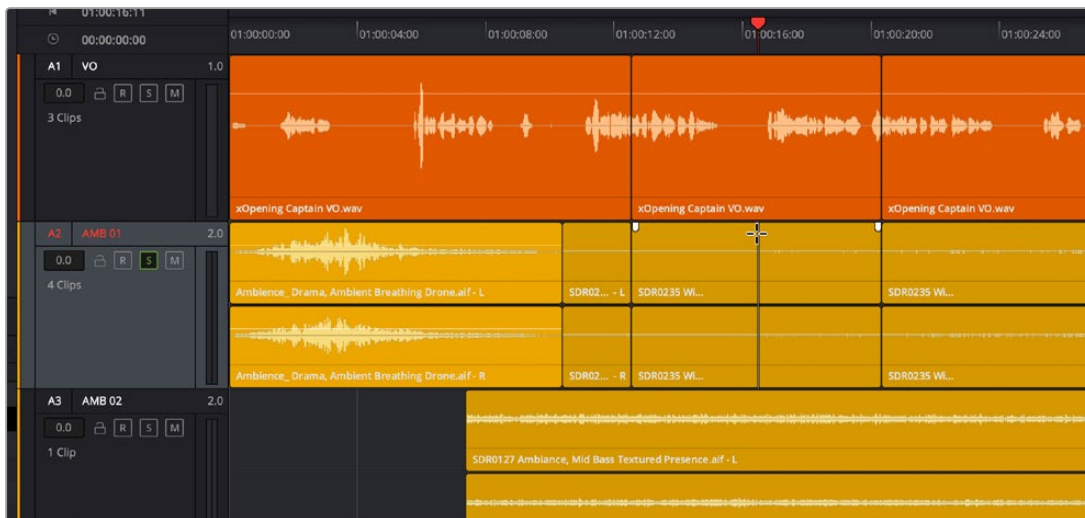 01:00:16:11
00:00:00:00
01:00:00:00 01:00:04:00 01:00:08:00 01:00:12:00 01:00:16:00 01:00:20:00 01:00:24:00
A1 VO 1.0
0.0 R S M
3 Clips
xOpening Captain VO.wav xOpening Captain VO.wav xOpening Captain VO.wav
A2 AMB 01 2.0
0.0 R S M
4 Clips
Ambience_ Drama, Ambient Breathing Drone.aif - L SDR02... - L SDR0235 Wi... SDR0235 Wi...
Ambience_ Drama, Ambient Breathing Drone.aif - R SDR02... - R SDR0235 Wi... SDR0235 Wi...
A3 AMB 02 2.0
0.0 R S M
1 Clip
SDR0127 Ambiance, Mid Bass Textured Presence.aif - L